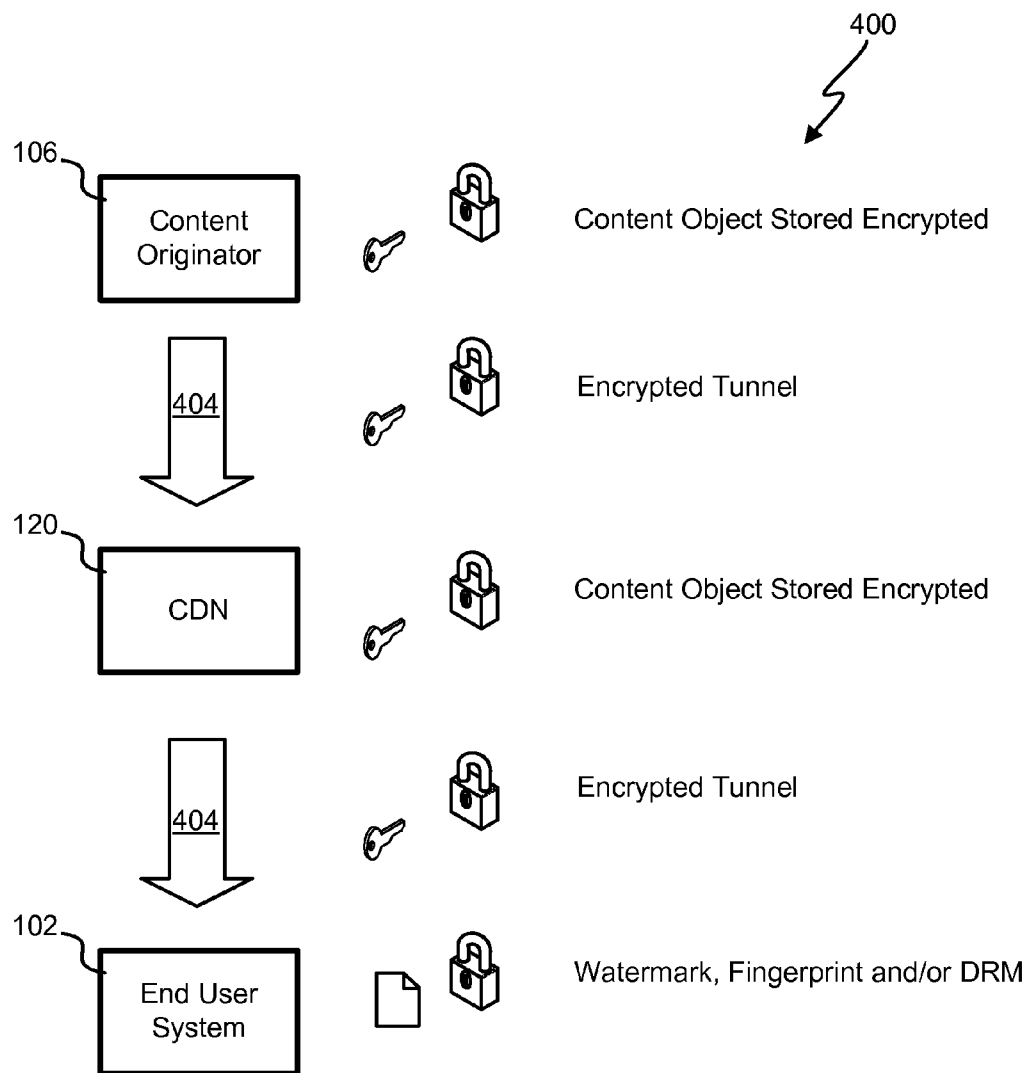 400
106
Content
Originator
Content Object Stored Encrypted
404
Encrypted Tunnel
120
CDN
Content Object Stored Encrypted
404
Encrypted Tunnel
102
End User
System
Watermark, Fingerprint and/or DRM